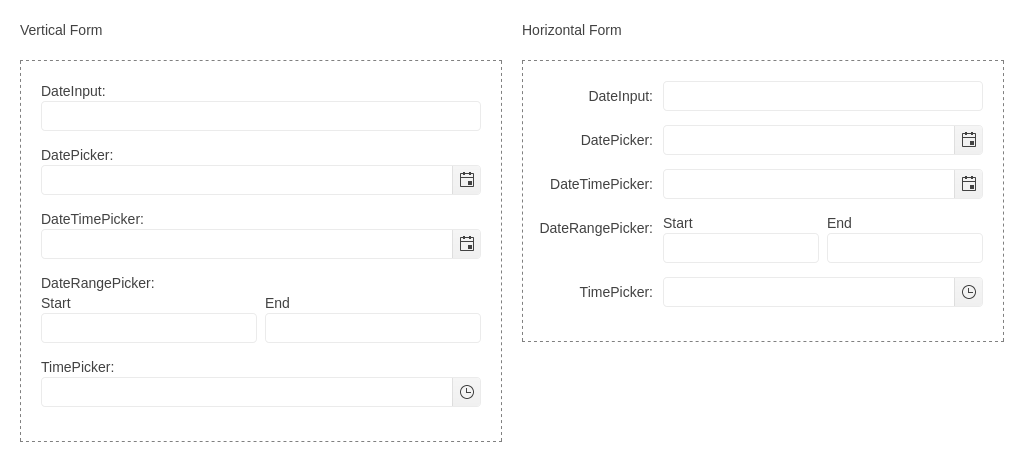 Vertical Form
DateInput:
DatePicker:
DateTimePicker:
DateRangePicker:
Start End
TimePicker:
Horizontal Form
DateInput:
DatePicker:
DateTimePicker:
DateRangePicker: Start End
TimePicker: